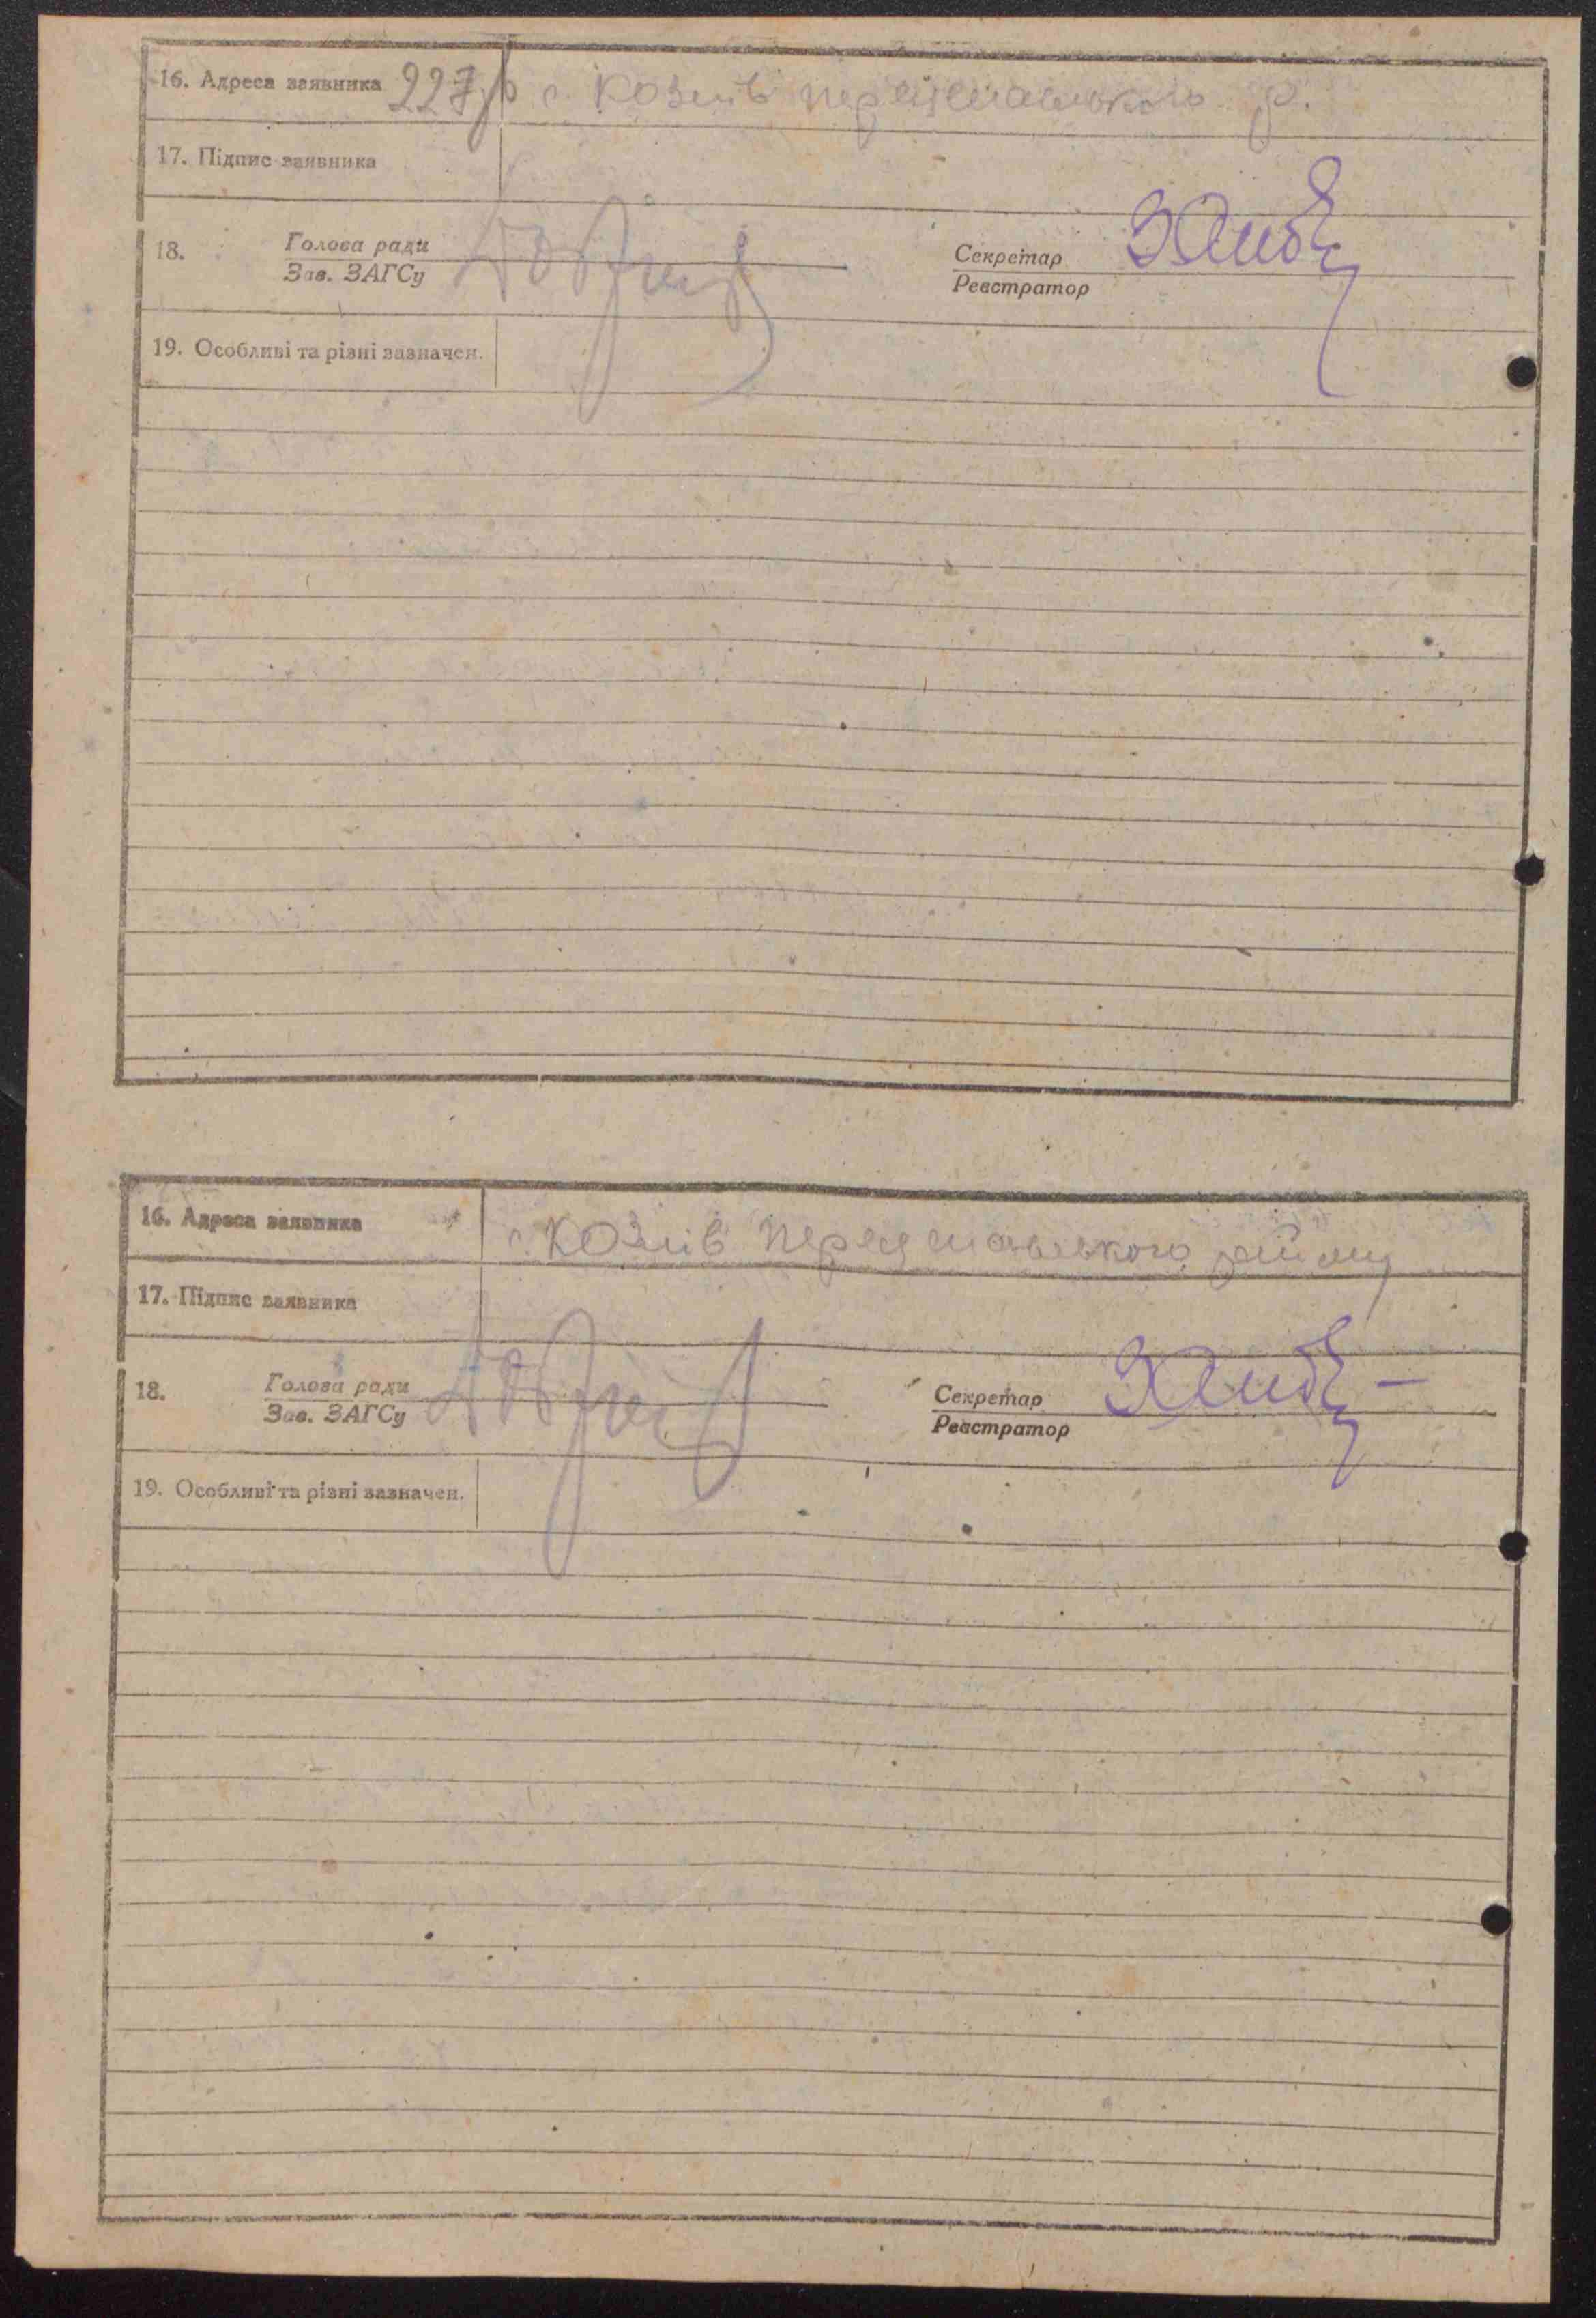 16. Адреса заявника 227 с. Козлів
17. Підпис заявника
18. Голова ради
Зав. ЗАГСу
Секретар
Реєстратор
19. Особливі та різні зазначен.
16. Адреса заявника с. Козлів району
17. Підпис заявника
18. Голова ради
Зав. ЗАГСу
Секретар
Реєстратор
19. Особливі та різні зазначен.